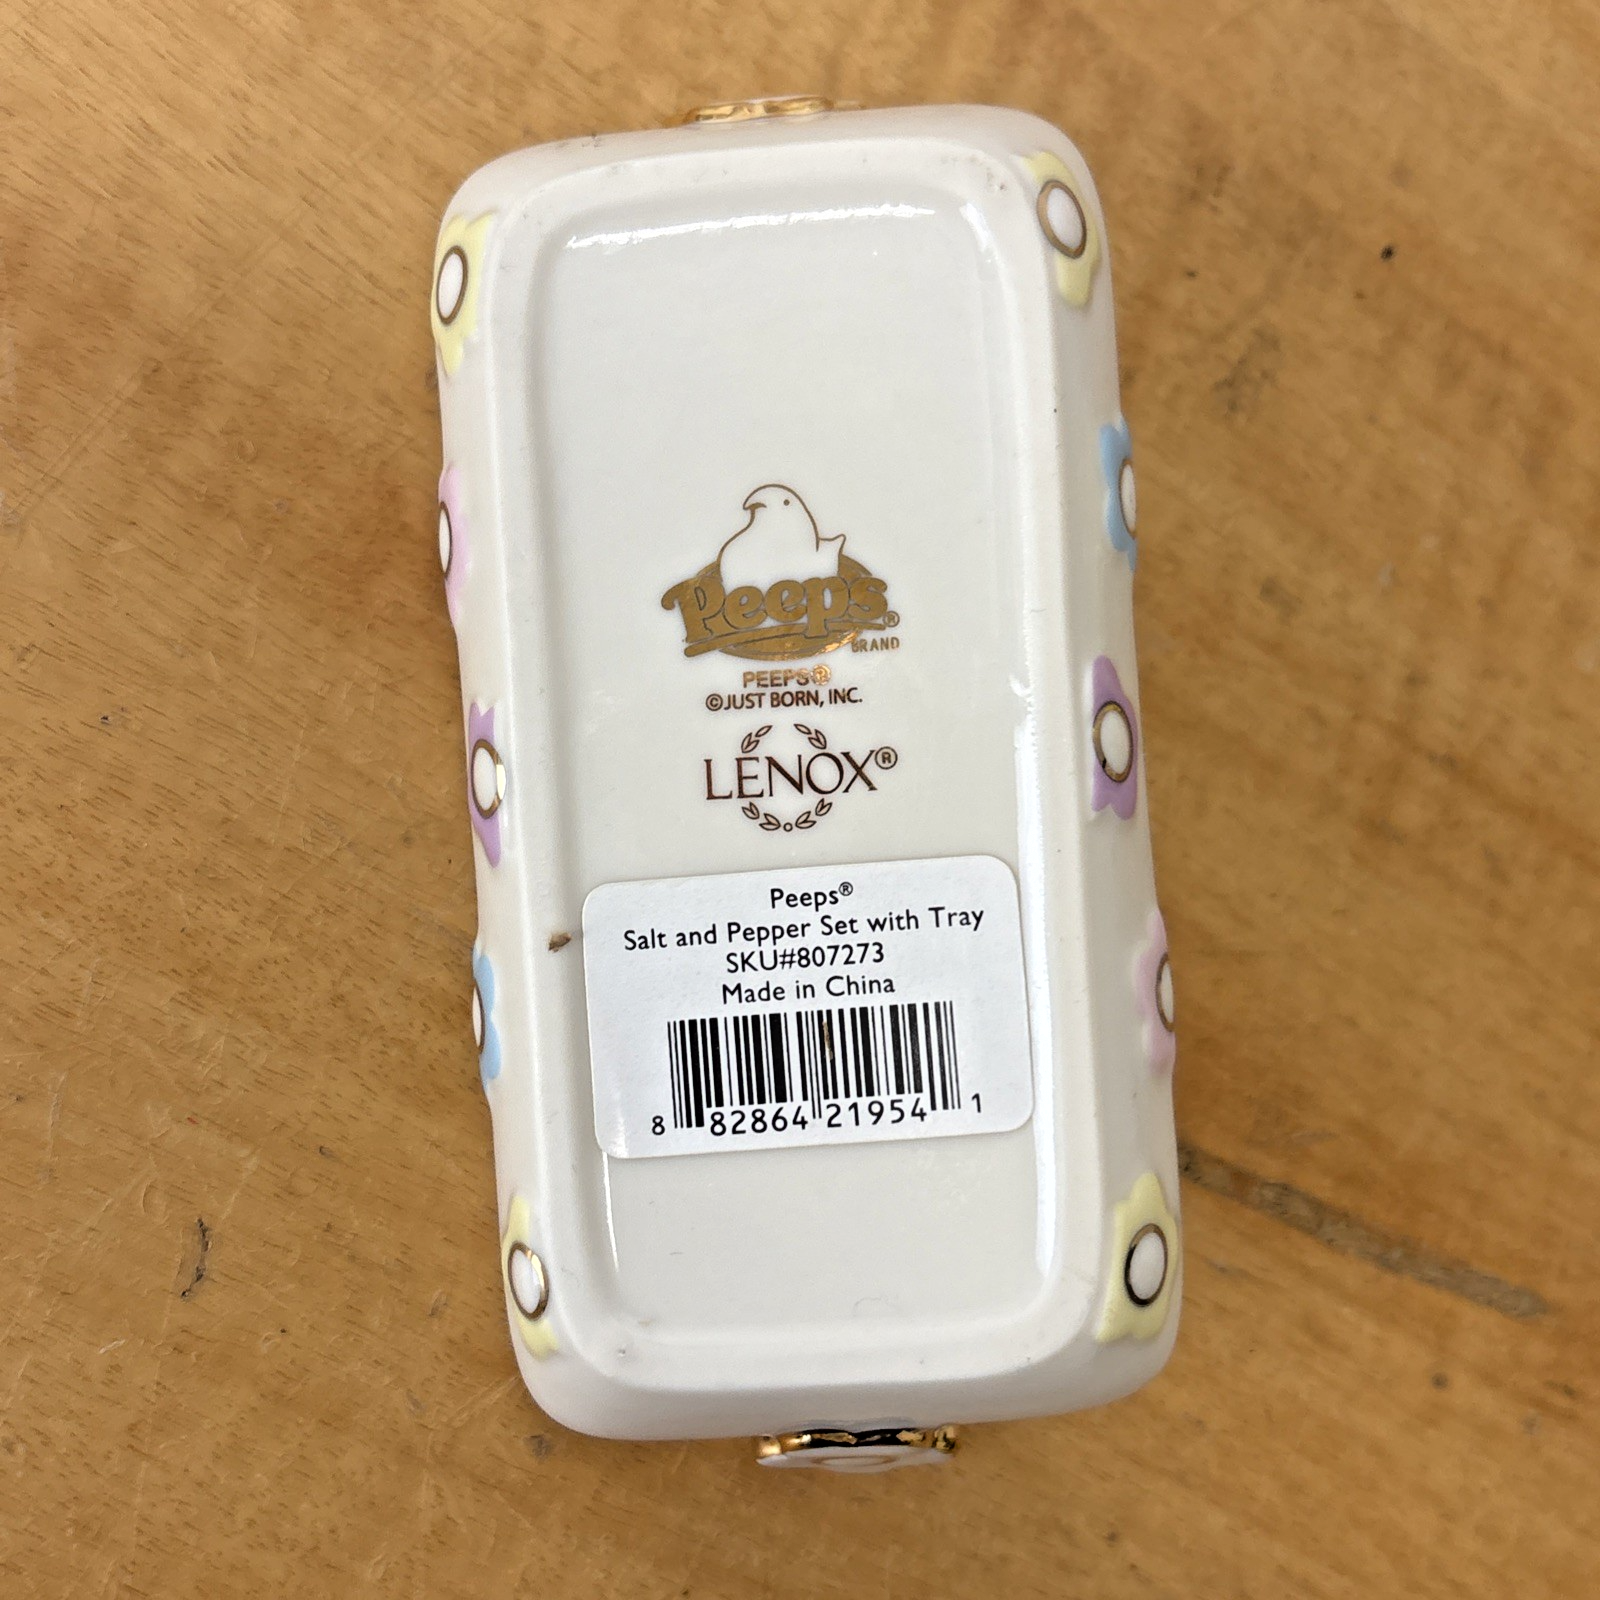 Peeps®
BRAND
PEEPS®
©JUST BORN, INC.
LENOX®
Peeps®
Salt and Pepper Set with Tray
SKU#807273
Made in China
8 82864 21954 1